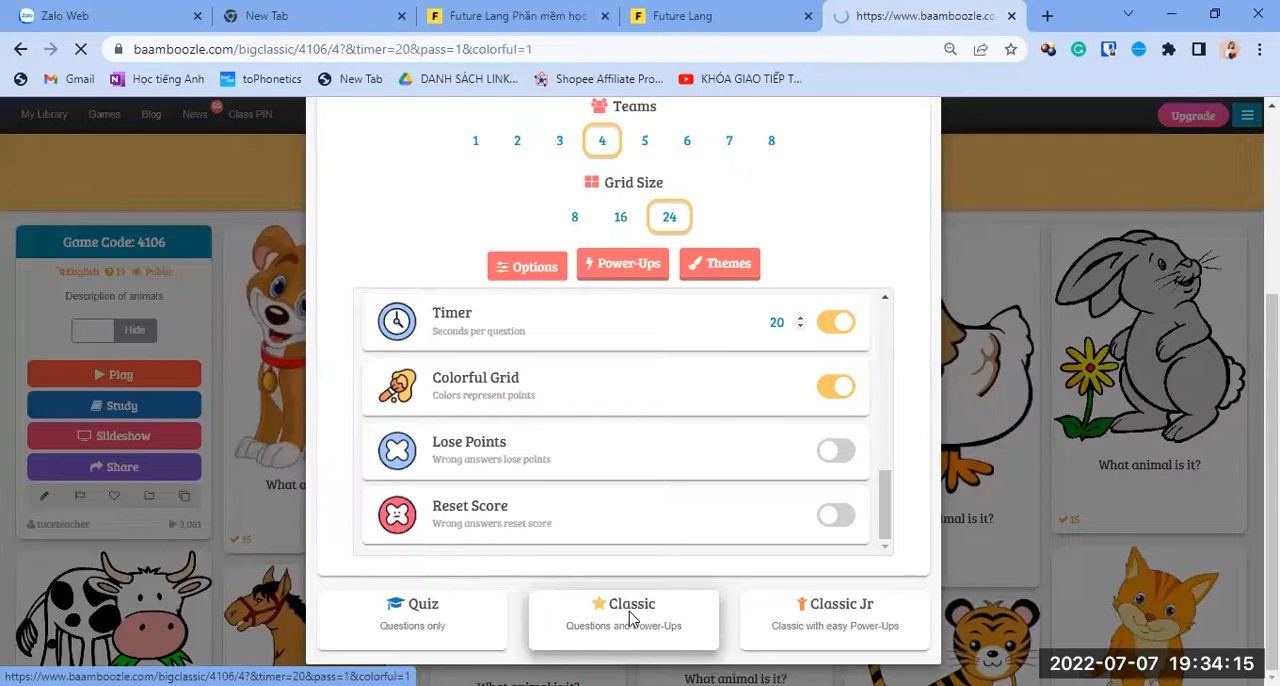 Zalo Web
New Tab
Future Lang Phần mềm học
Future Lang
https://www.baamboozle.co...
baamboozle.com/bigclassic/4106/4?&timer=20&pass=1&colorful=1
Gmail
Học tiếng Anh
toPhonetics
New Tab
DANH SÁCH LINK...
Shopee Affiliate Pro...
KHÓA GIAO TIẾP T...
My Library
Games
Blog
News
Class PIN
Upgrade
Teams
1 2 3 4 5 6 7 8
Grid Size
8 16 24
Options
Power-Ups
Themes
Game Code: 4106
English
Public
Description of animals
Hide
Play
Study
Slideshow
Share
tuceteacher
3,061
Timer
Seconds per question
20
Colorful Grid
Colors represent points
Lose Points
Wrong answers lose points
Reset Score
Wrong answers reset score
What a
15
mal is it?
What animal is it?
15
Quiz
Questions only
Classic
Questions and Power-Ups
Classic Jr
Classic with easy Power-Ups
https://www.baamboozle.com/bigclassic/4106/4?&timer=20&pass=1&colorful=1
What animal is it?
What animal is it?
2022-07-07 19:34:15